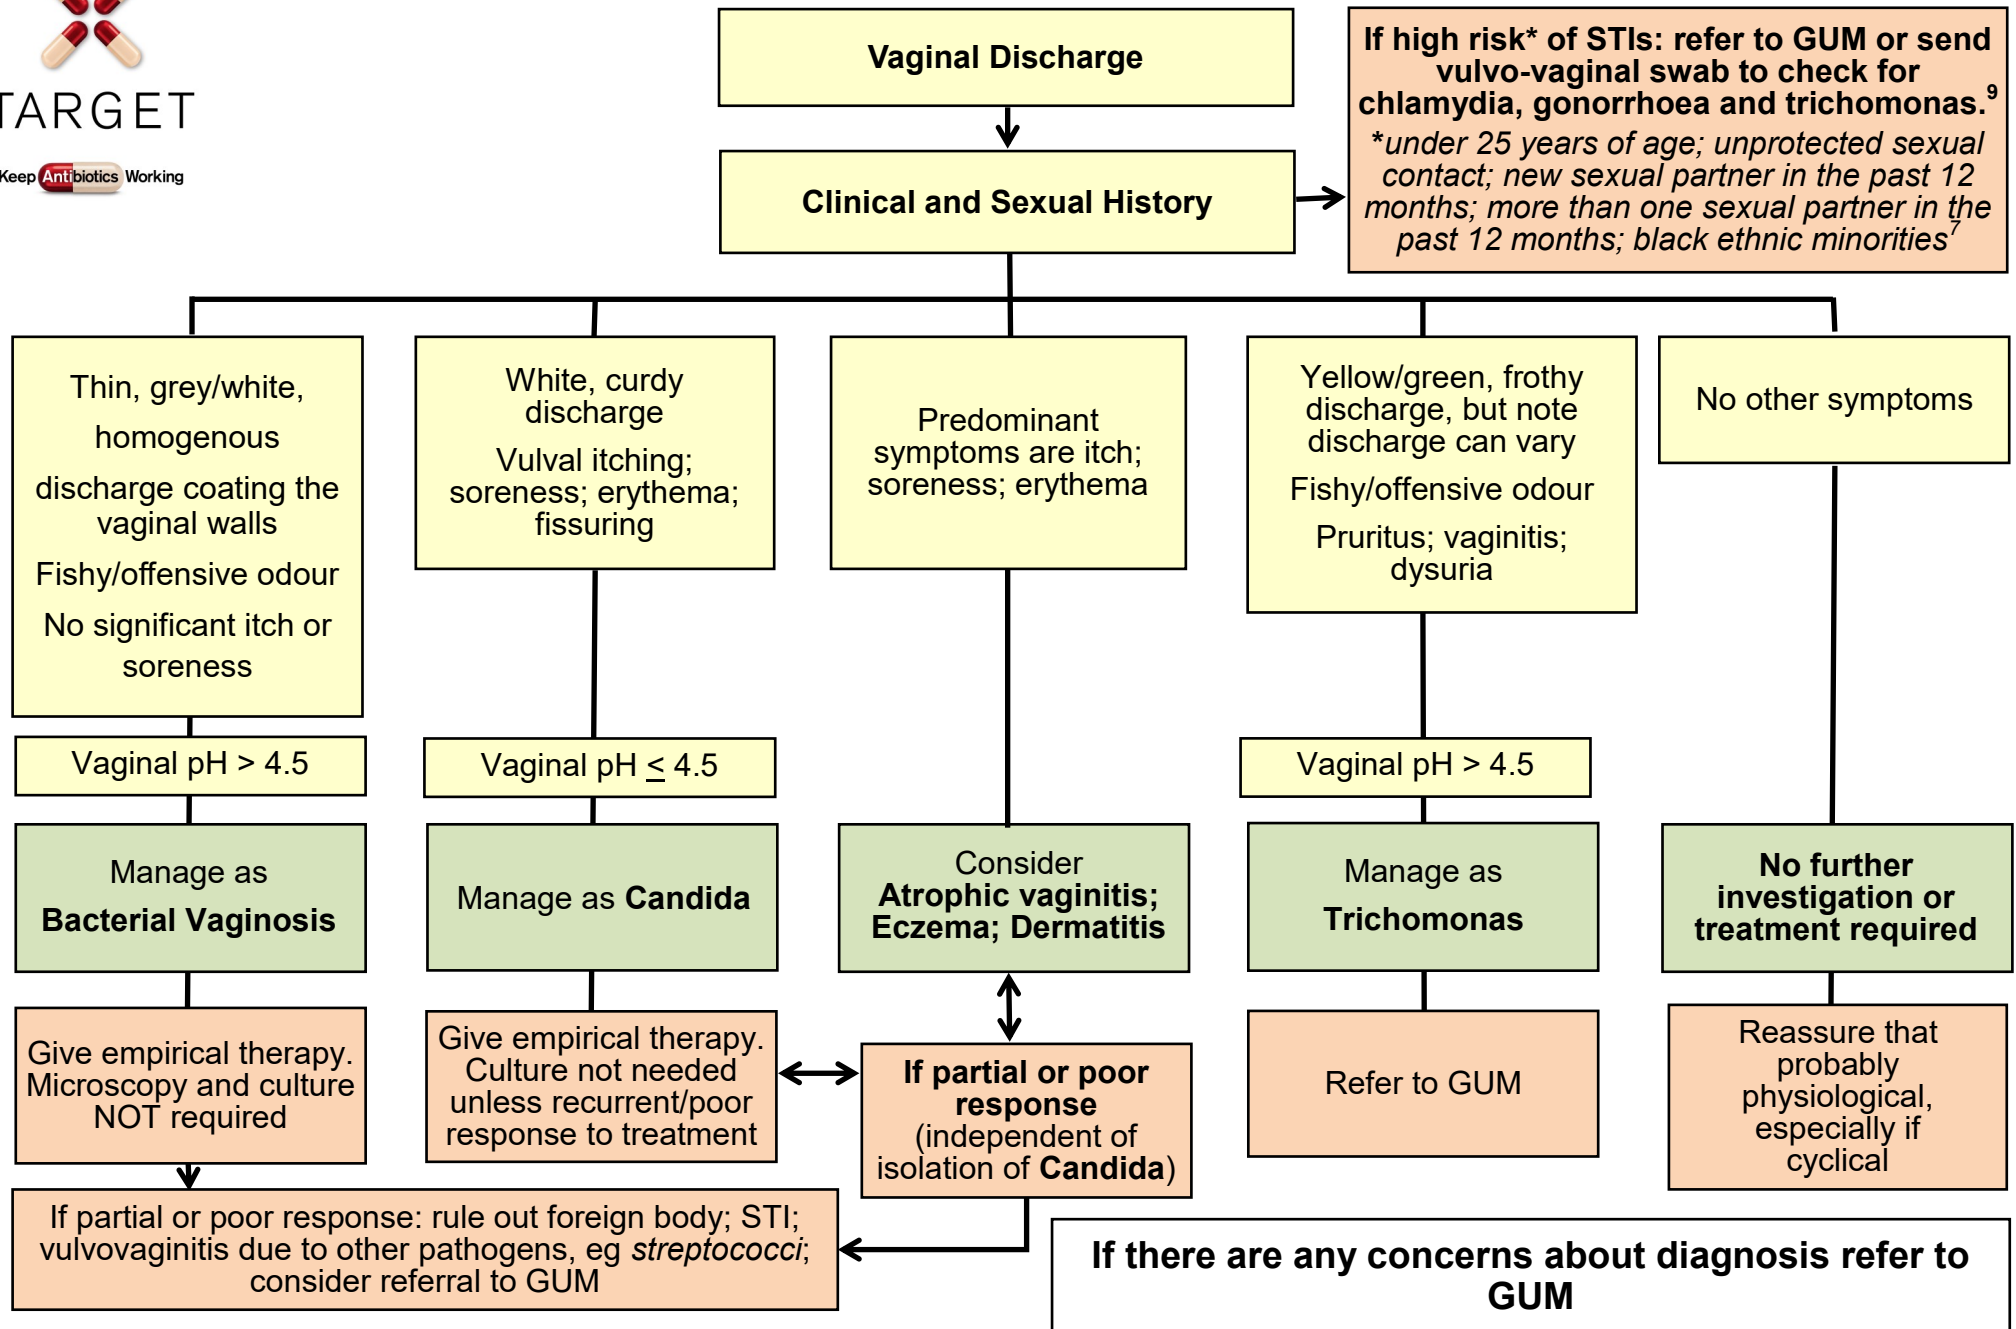 TARGET
Keep Antibiotics Working
Vaginal Discharge
Clinical and Sexual History
If high risk* of STIs: refer to GUM or send
vulvo-vaginal swab to check for
chlamydia, gonorrhoea and trichomonas.9
*under 25 years of age; unprotected sexual
contact; new sexual partner in the past 12
months; more than one sexual partner in the
past 12 months; black ethnic minorities7
Thin, grey/white,
homogenous
discharge coating the
vaginal walls
Fishy/offensive odour
No significant itch or
soreness
White, curdy
discharge
Vulval itching;
soreness; erythema;
fissuring
Predominant
symptoms are itch;
soreness; erythema
Yellow/green, frothy
discharge, but note
discharge can vary
Fishy/offensive odour
Pruritus; vaginitis;
dysuria
No other symptoms
Vaginal pH > 4.5
Vaginal pH ≤ 4.5
Vaginal pH > 4.5
Manage as
Bacterial Vaginosis
Manage as Candida
Consider
Atrophic vaginitis;
Eczema; Dermatitis
Manage as
Trichomonas
No further
investigation or
treatment required
Give empirical therapy.
Microscopy and culture
NOT required
Give empirical therapy.
Culture not needed
unless recurrent/poor
response to treatment
If partial or poor
response
(independent of
isolation of Candida)
Refer to GUM
Reassure that
probably
physiological,
especially if
cyclical
If partial or poor response: rule out foreign body; STI;
vulvovaginitis due to other pathogens, eg streptococci;
consider referral to GUM
If there are any concerns about diagnosis refer to
GUM